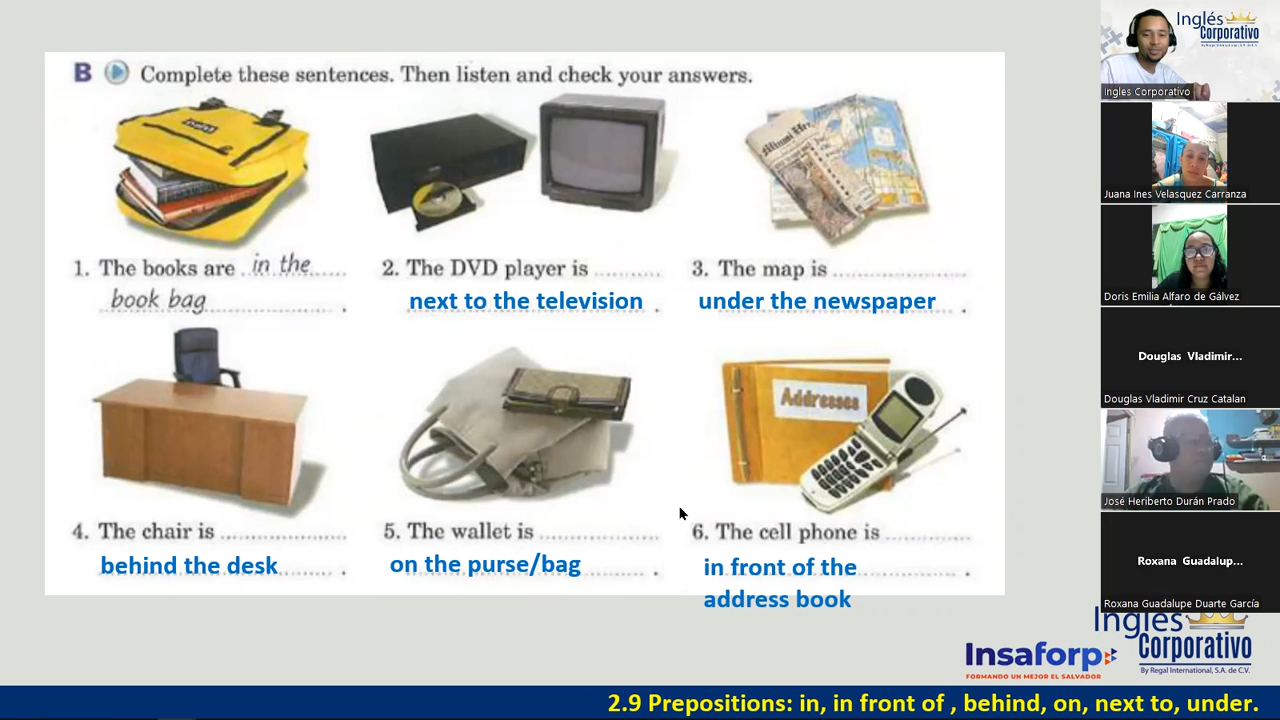 B Complete these sentences. Then listen and check your answers.
1. The books are in the
book bag.
2. The DVD player is
next to the television.
3. The map is
under the newspaper.
Addresses
4. The chair is
behind the desk.
5. The wallet is
on the purse/bag.
6. The cell phone is
in front of the.
address book
Inglés
Corporativo
By Regal International, S.A. de C.V.
Ingles Corporativo
Juana Ines Velasquez Carranza
Doris Emilia Alfaro de Gálvez
Douglas Vladimir...
Douglas Vladimir Cruz Catalan
José Heriberto Durán Prado
Roxana Guadalup...
Roxana Guadalupe Duarte García
Inglés
Corporativo
By Regal International, S.A. de C.V.
Insaforp
FORMANDO UN MEJOR EL SALVADOR
2.9 Prepositions: in, in front of , behind, on, next to, under.